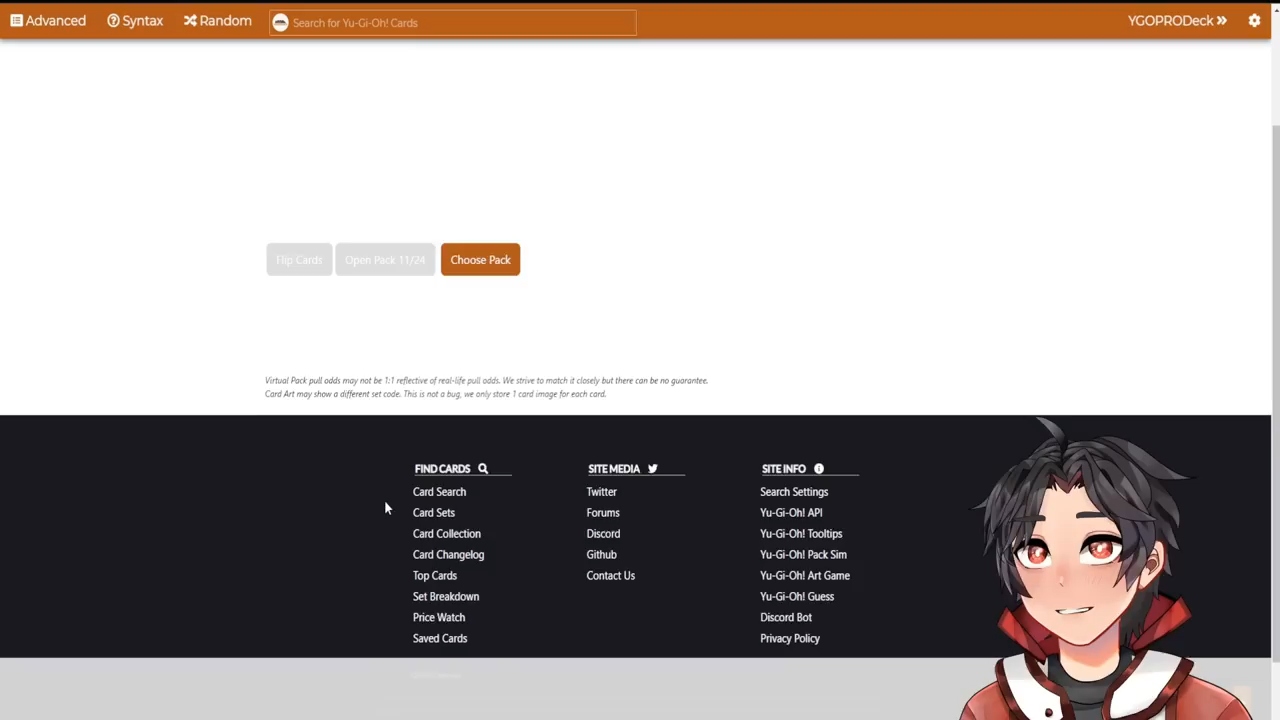 Advanced Syntax Random Search for Yu-Gi-Oh! Cards YGOPRODeck
Flip Cards Open Pack 11/24 Choose Pack
Virtual Pack pull odds may not be 1:1 reflective of real-life pull odds. We strive to match it closely but there can be no guarantee.
Card Art may show a different set code. This is not a bug, we only store 1 card image for each card.
FIND CARDS
Card Search
Card Sets
Card Collection
Card Changelog
Top Cards
Set Breakdown
Price Watch
Saved Cards
SITE MEDIA
Twitter
Forums
Discord
Github
Contact Us
SITE INFO
Search Settings
Yu-Gi-Oh! API
Yu-Gi-Oh! Tooltips
Yu-Gi-Oh! Pack Sim
Yu-Gi-Oh! Art Game
Yu-Gi-Oh! Guess
Discord Bot
Privacy Policy